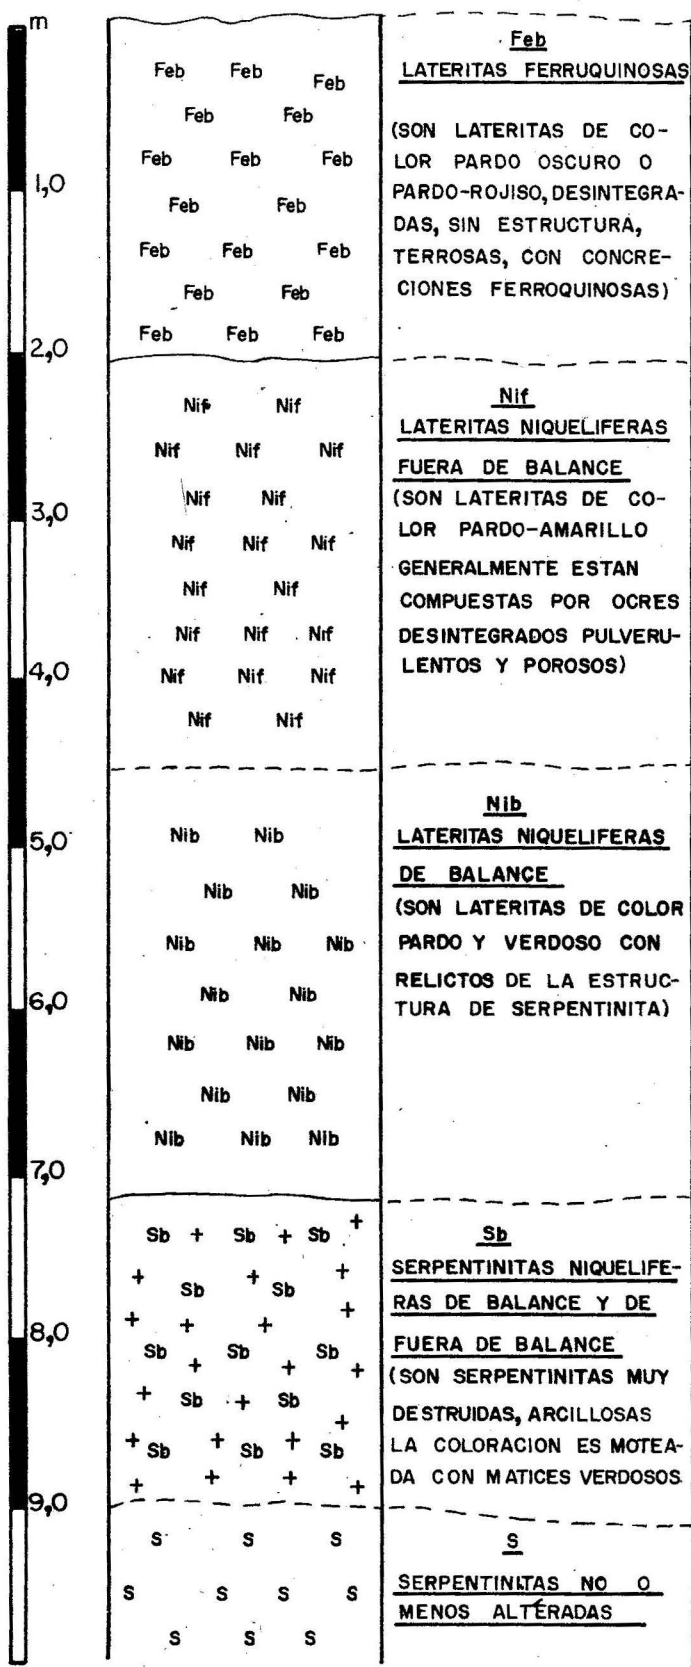 m
1,0
2,0
3,0
4,0
5,0
6,0
7,0
8,0
9,0
Feb Feb Feb
Feb Feb
Feb Feb Feb
Feb Feb
Feb Feb Feb
Feb Feb
Feb Feb Feb
Feb
LATERITAS FERRUQUINOSAS
(SON LATERITAS DE CO-
LOR PARDO OSCURO O
PARDO-ROJISO, DESINTEGRA-
DAS, SIN ESTRUCTURA,
TERROSAS, CON CONCRE-
CIONES FERROQUINOSAS)
Nif Nif
Nif Nif Nif
Nif Nif
Nif Nif Nif
Nif Nif
Nif Nif Nif
Nif Nif Nif
Nif Nif
Nif
LATERITAS NIQUELIFERAS
FUERA DE BALANCE
(SON LATERITAS DE CO-
LOR PARDO-AMARILLO
GENERALMENTE ESTAN
COMPUESTAS POR OCRES
DESINTEGRADOS PULVERU-
LENTOS Y POROSOS)
Nib Nib
Nib Nib
Nib Nib Nib
Nib Nib
Nib Nib Nib
Nib Nib
Nib Nib Nib
Nib
LATERITAS NIQUELIFERAS
DE BALANCE
(SON LATERITAS DE COLOR
PARDO Y VERDOSO CON
RELICTOS DE LA ESTRUC-
TURA DE SERPENTINITA)
Sb + Sb + Sb +
+ + +
Sb Sb
+ + + +
Sb Sb Sb
+ + +
+ Sb + Sb
+
+ + +
Sb Sb Sb
+ + + +
Sb
SERPENTINITAS NIQUELIFE-
RAS DE BALANCE Y DE
FUERA DE BALANCE
(SON SERPENTINITAS MUY
DESTRUIDAS, ARCILLOSAS
LA COLORACION ES MOTEA-
DA CON MATICES VERDOSOS
S S S
S S S S
S S S
S
SERPENTINITAS NO O
MENOS ALTERADAS